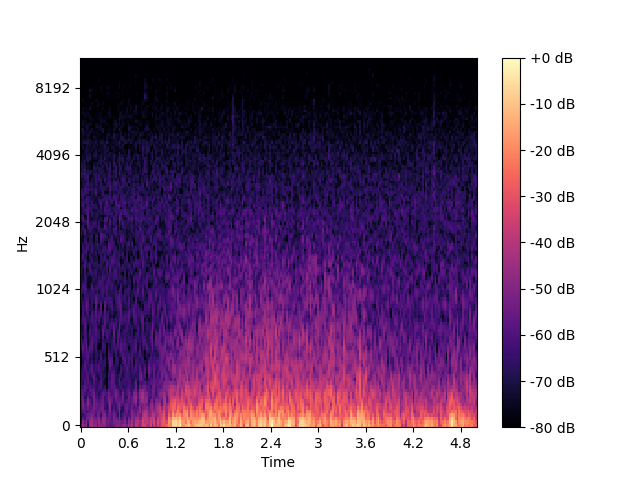 8192
4096
2048
1024
512
0
Hz
0 0.6 1.2 1.8 2.4 3 3.6 4.2 4.8
Time
+0 dB
-10 dB
-20 dB
-30 dB
-40 dB
-50 dB
-60 dB
-70 dB
-80 dB